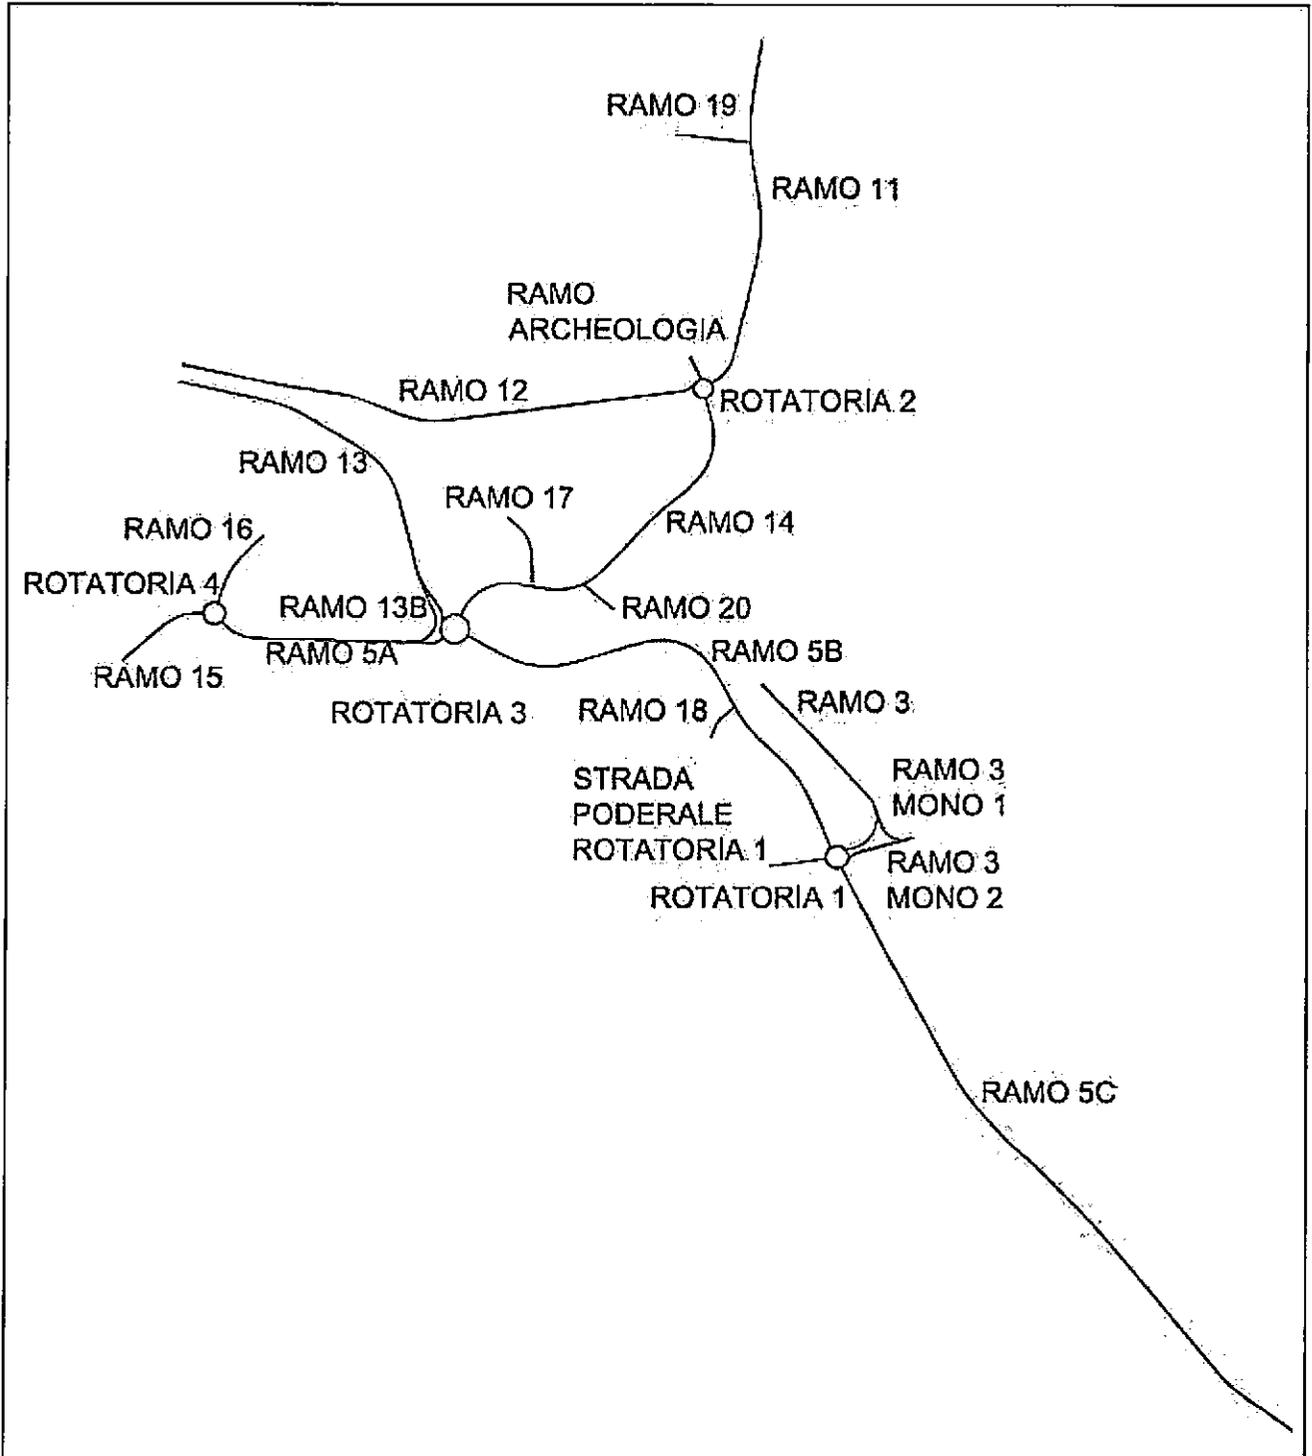 RAMO 19
RAMO 11
RAMO
ARCHEOLOGIA
RAMO 12
ROTATORIA 2
RAMO 13
RAMO 17
RAMO 14
RAMO 16
ROTATORIA 4
RAMO 13B
RAMO 20
RAMO 5A
RAMO 5B
RAMO 15
RAMO 3
ROTATORIA 3
RAMO 18
STRADA
PODERALE
ROTATORIA 1
RAMO 3
MONO 1
RAMO 3
MONO 2
ROTATORIA 1
RAMO 5C